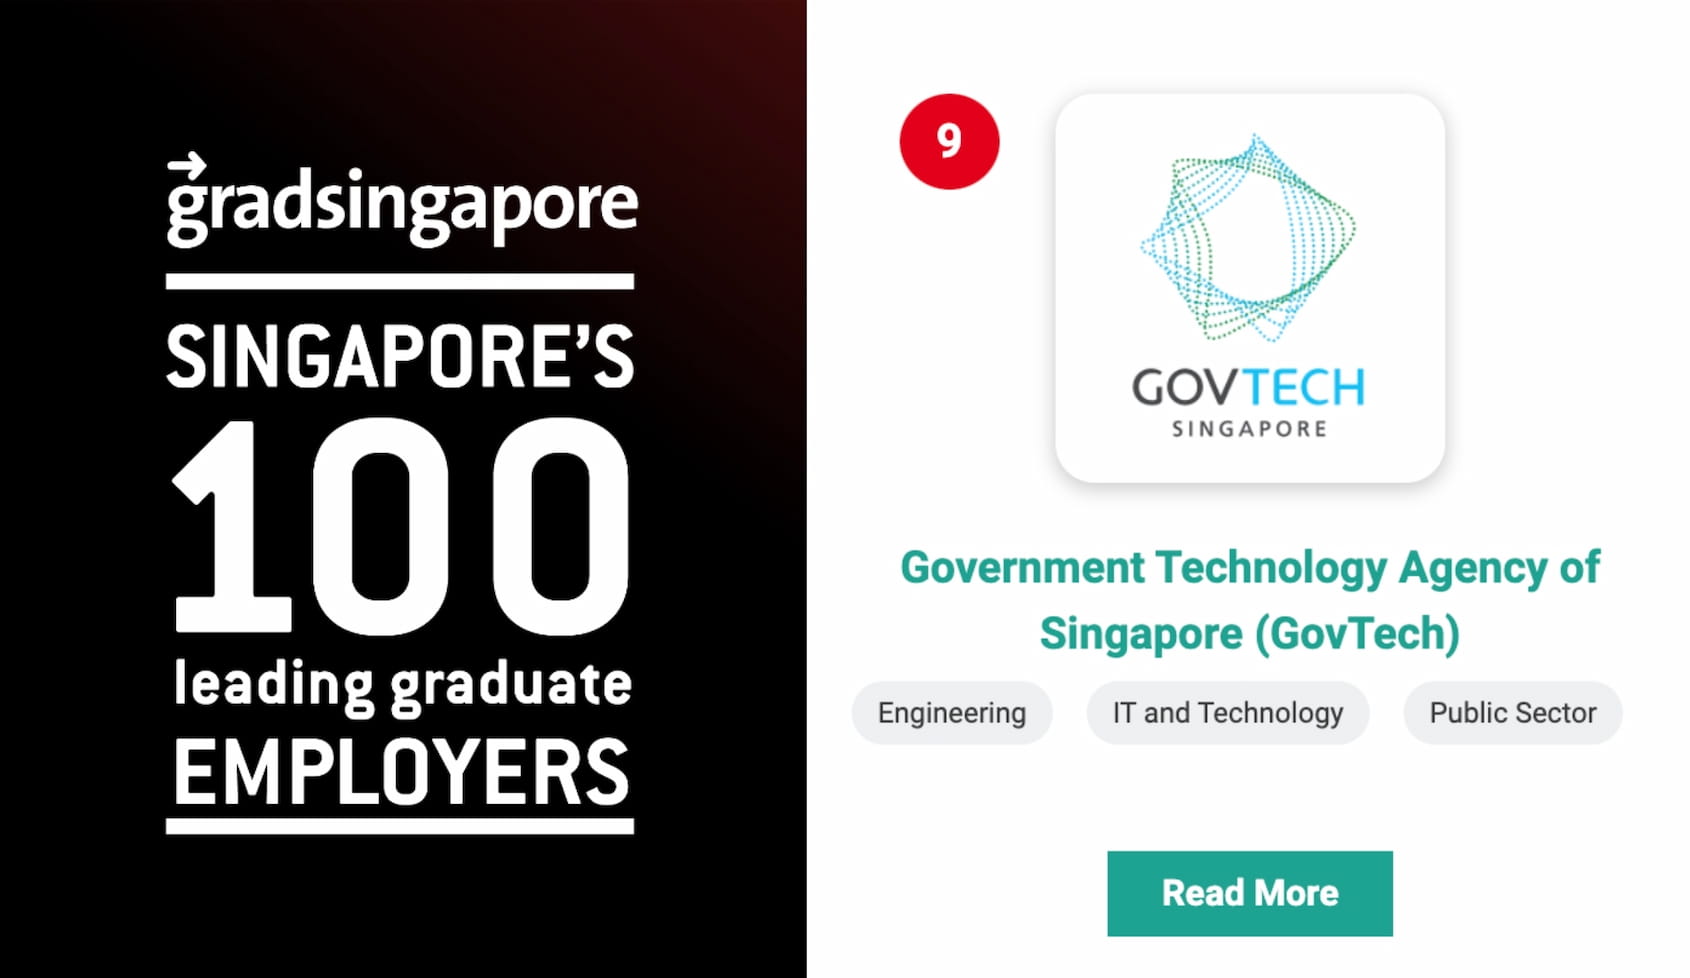 gradsingapore
SINGAPORE'S
100
leading graduate
EMPLOYERS
9
GOVTECH
SINGAPORE
Government Technology Agency of
Singapore (GovTech)
Engineering
IT and Technology
Public Sector
Read More